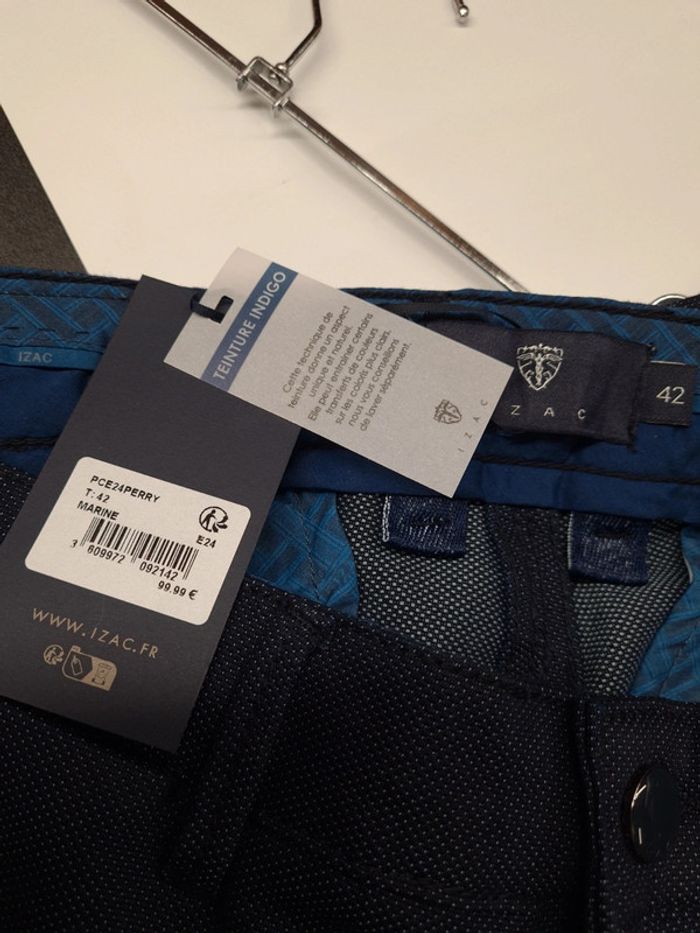 TEINTURE INDIGO
Cette technique de
teinture donne un aspect
unique et naturel.
Elle peut entraîner certains
transferts de couleurs
sur les coloris plus clairs,
nous vous conseillons
de laver séparément.
IZAC
IZAC
ZAC
42
PCE24PERRY
T: 42
MARINE
E24
3 609972 092142
99.99 €
WWW.IZAC.FR